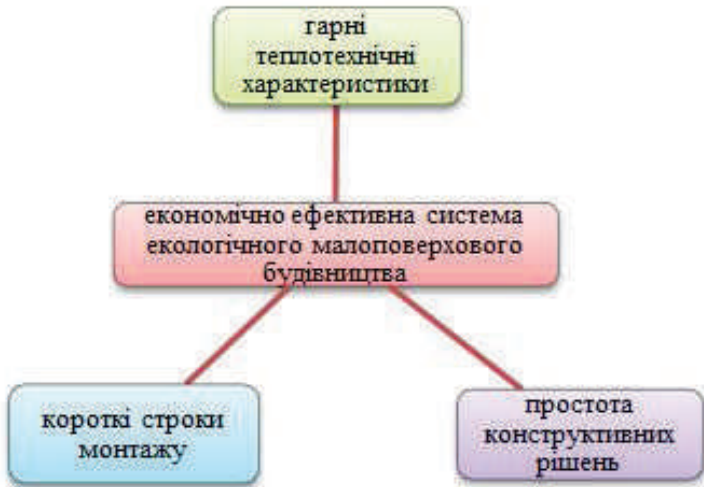 гарні
теплотехнічні
характеристики
економічно ефективна система
екологічного малоповерхового
будівництва
короткі строки
монтажу
простота
конструктивних
рішень